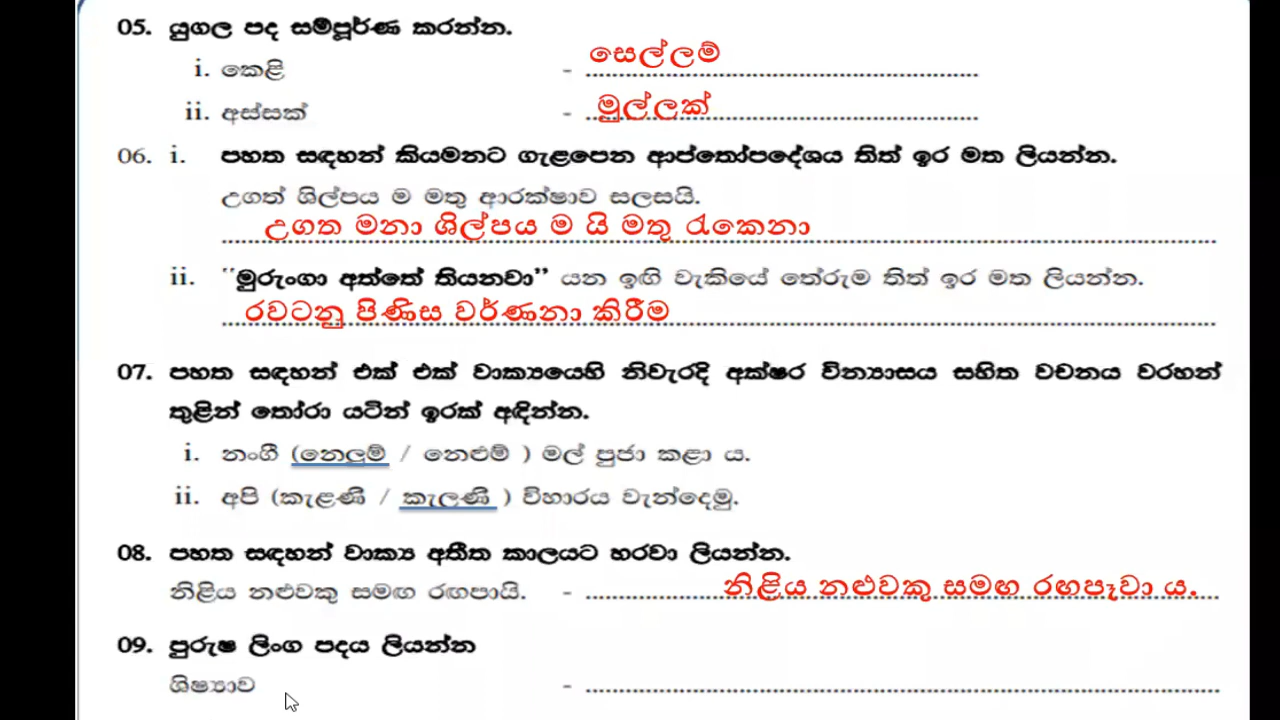 05. යුගල පද සම්පූර්ණ කරන්න.
i. කෙළි - සෙල්ලම්
ii. අස්සක් - මුල්ලක්
06. i. පහත සඳහන් කියමනට ගැළපෙන ආප්තෝපදේශය තිත් ඉර මත ලියන්න.
උගත් ශිල්පය ම මතු ආරක්ෂාව සලසයි.
උගත මනා ශිල්පය ම යි මතු රැකෙනා
ii. "මුරුංගා අත්තේ තියනවා" යන ඉඟි වැකියේ තේරුම තිත් ඉර මත ලියන්න.
රවටනු පිණිස වර්ණනා කිරීම
07. පහත සඳහන් එක් එක් වාක්‍යයෙහි නිවැරදි අක්ෂර වින්‍යාසය සහිත වචනය වරහන්
තුළින් තෝරා යටින් ඉරක් අඳින්න.
i. නංගී (නෙලුම් / නෙළුම් ) මල් පුජා කළා ය.
ii. අපි (කැළණි / කැලණි ) විහාරය වැන්දෙමු.
08. පහත සඳහන් වාක්‍ය අතීත කාලයට හරවා ලියන්න.
නිළිය නළුවකු සමඟ රඟපායි. - නිළිය නළුවකු සමඟ රඟපෑවා ය.
09. පුරුෂ ලිංග පදය ලියන්න
ශිෂ්‍යාව -